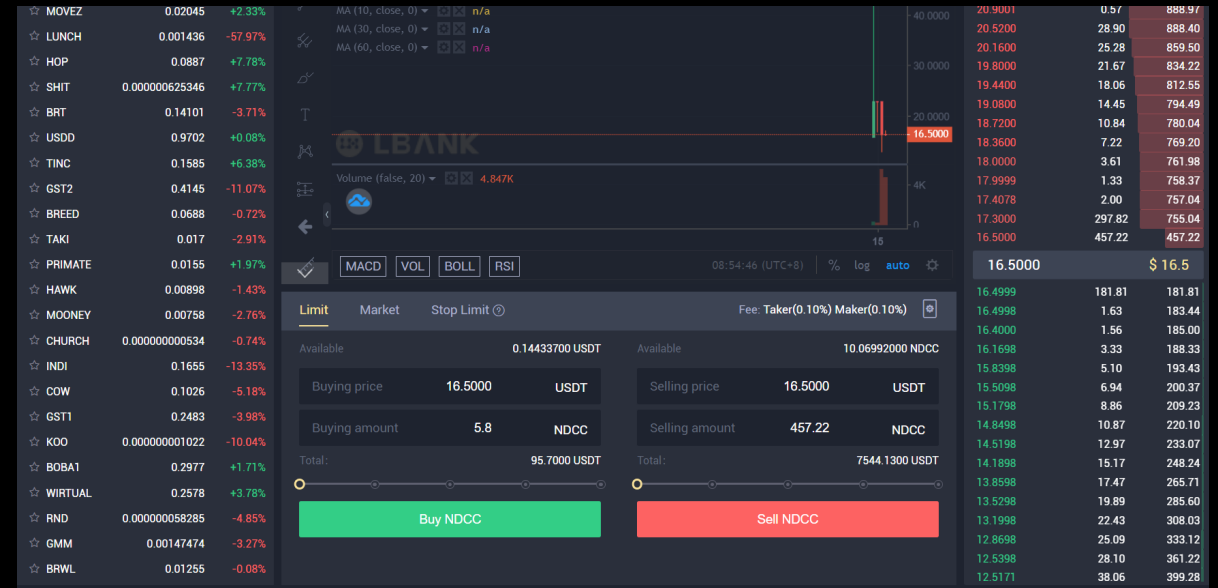 MOVEZ 0.02045 +2.33%
LUNCH 0.001436 -57.97%
HOP 0.0887 +7.78%
SHIT 0.000000625346 +7.77%
BRT 0.14101 -3.71%
USDD 0.9702 +0.08%
TINC 0.1585 +6.38%
GST2 0.4145 -11.07%
BREED 0.0688 -0.72%
TAKI 0.017 -2.91%
PRIMATE 0.0155 +1.97%
HAWK 0.00898 -1.43%
MOONEY 0.00758 -2.76%
CHURCH 0.000000000534 -0.74%
INDI 0.1655 -13.35%
COW 0.1026 -5.18%
GST1 0.2483 -3.98%
KOO 0.000000001022 -10.04%
BOBA1 0.2977 +1.71%
WIRTUAL 0.2578 +3.78%
RND 0.000000058285 -4.85%
GMM 0.00147474 -3.27%
BRWL 0.01255 -0.08%
MA (10, close, 0) n/a
MA (30, close, 0) n/a
MA (60, close, 0) n/a
40.0000
30.0000
20.0000
16.5000
LBANK
Volume (false, 20) 4.847K
4K
0
15
MACD VOL BOLL RSI
08:54:46 (UTC+8) % log auto
Limit Market Stop Limit
Fee: Taker(0.10%) Maker(0.10%)
Available 0.14433700 USDT
Buying price 16.5000 USDT
Buying amount 5.8 NDCC
Total: 95.7000 USDT
Buy NDCC
Available 10.06992000 NDCC
Selling price 16.5000 USDT
Selling amount 457.22 NDCC
Total: 7544.1300 USDT
Sell NDCC
20.9001 0.57 888.97
20.5200 28.90 888.40
20.1600 25.28 859.50
19.8000 21.67 834.22
19.4400 18.06 812.55
19.0800 14.45 794.49
18.7200 10.84 780.04
18.3600 7.22 769.20
18.0000 3.61 761.98
17.9999 1.33 758.37
17.4078 2.00 757.04
17.3000 297.82 755.04
16.5000 457.22 457.22
16.5000 $ 16.5
16.4999 181.81 181.81
16.4998 1.63 183.44
16.4000 1.56 185.00
16.1698 3.33 188.33
15.8398 5.10 193.43
15.5098 6.94 200.37
15.1798 8.86 209.23
14.8498 10.87 220.10
14.5198 12.97 233.07
14.1898 15.17 248.24
13.8598 17.47 265.71
13.5298 19.89 285.60
13.1998 22.43 308.03
12.8698 25.09 333.12
12.5398 28.10 361.22
12.5171 38.06 399.28